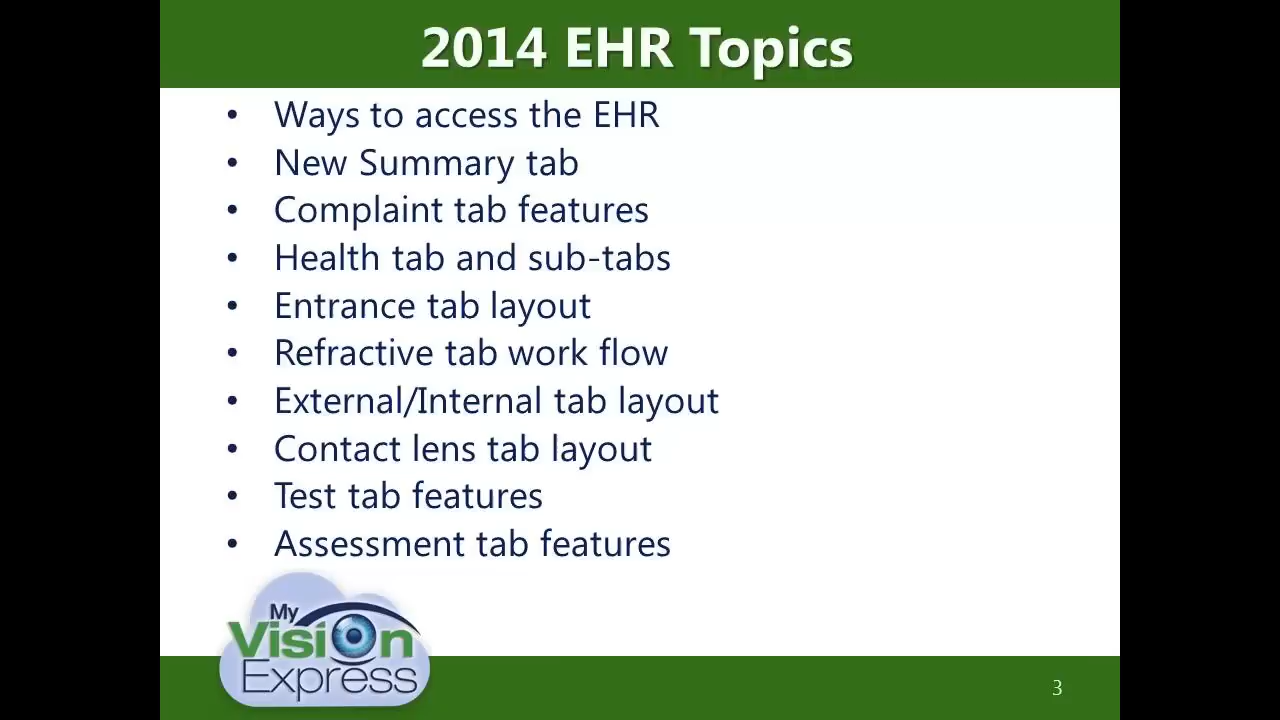 2014 EHR Topics
• Ways to access the EHR
• New Summary tab
• Complaint tab features
• Health tab and sub-tabs
• Entrance tab layout
• Refractive tab work flow
• External/Internal tab layout
• Contact lens tab layout
• Test tab features
• Assessment tab features
My
Vision
Express
3